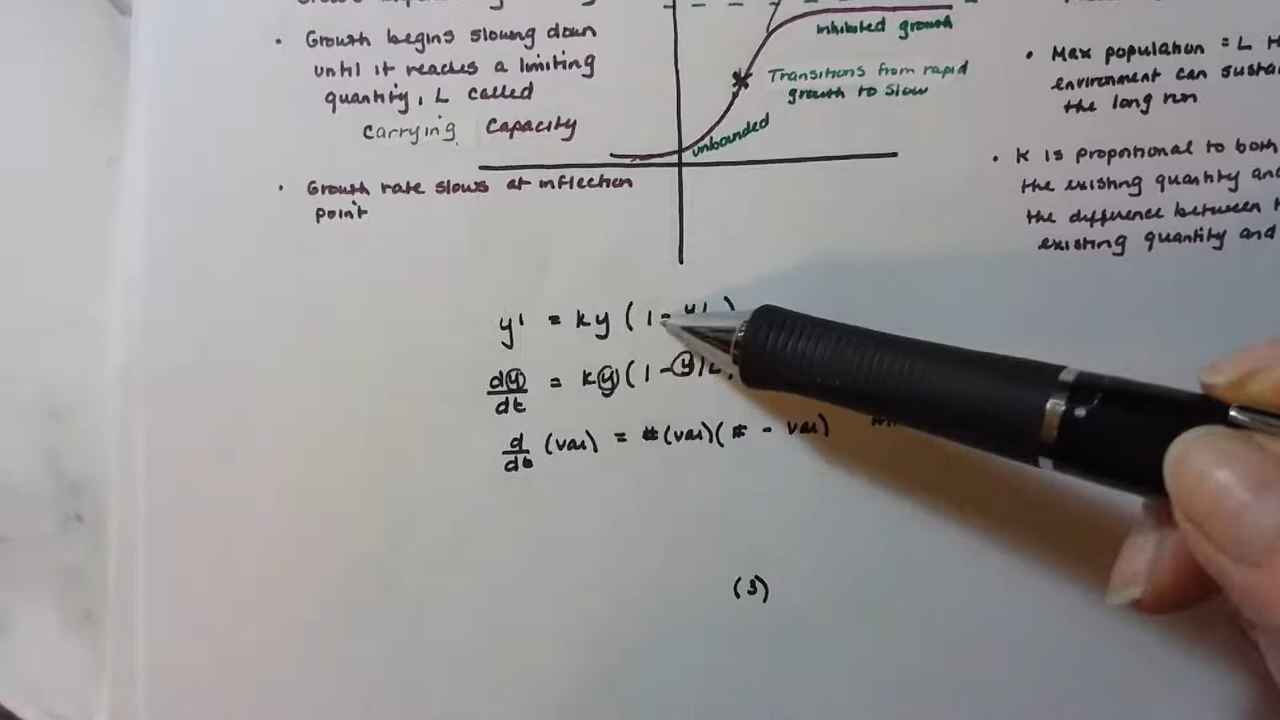 Growth begins slowing down
until it reaches a limiting
quantity, L called
Carrying Capacity
Growth rate slows at inflection
point
inhibited growth
Transitions from rapid
growth to slow
unbounded
Max population = L
environment can
the long run
K is proportional to both
the existing quantity and
the difference between
existing quantity and
y' = ky (1 -
dy/dt = ky (1 - y/L
d/dt (var) = #(var)(# - var)
(3)